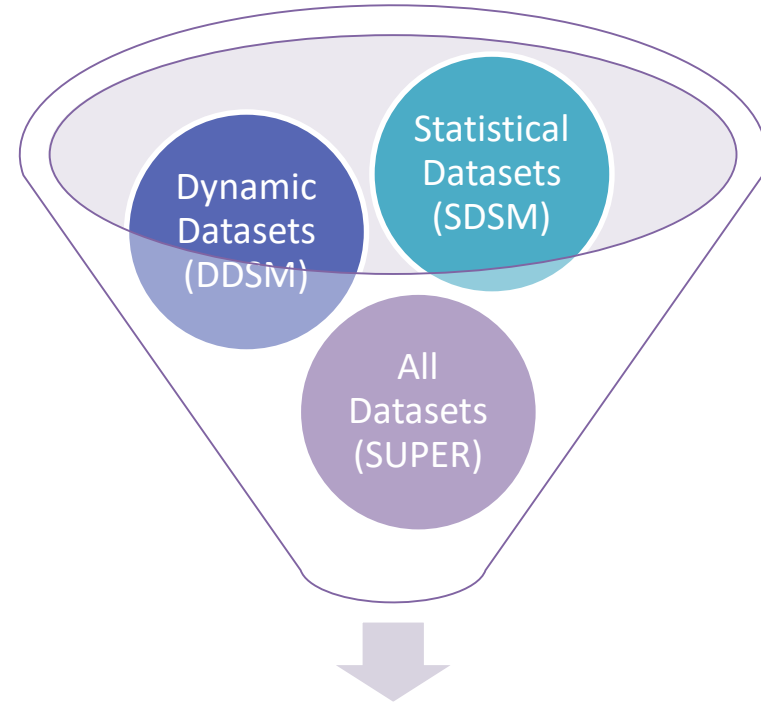 Statistical
Datasets
(SDSM)
Dynamic
Datasets
(DDSM)
All
Datasets
(SUPER)